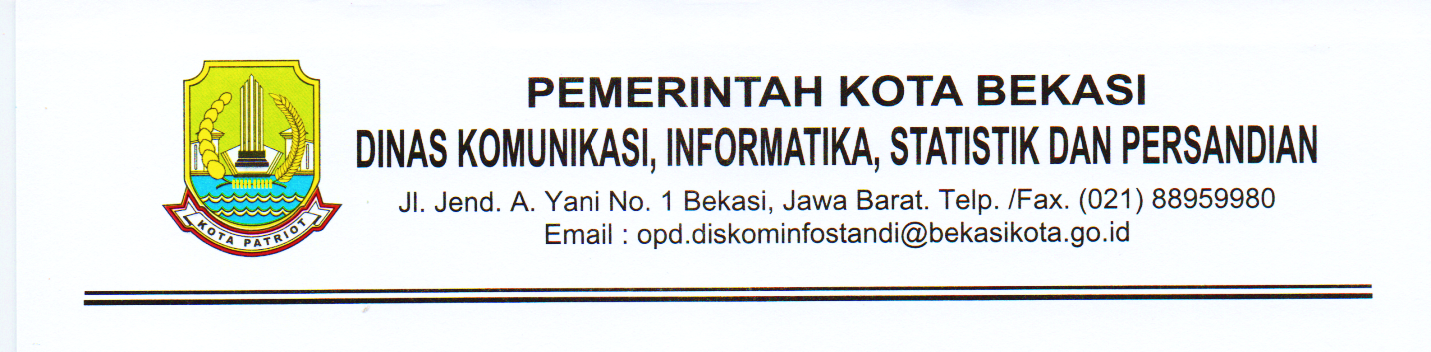 PEMERINTAH KOTA BEKASI
DINAS KOMUNIKASI, INFORMATIKA, STATISTIK DAN PERSANDIAN
Jl. Jend. A. Yani No. 1 Bekasi, Jawa Barat. Telp. /Fax. (021) 88959980
Email : opd.diskominfostandi@bekasikota.go.id
KOTA PATRIOT